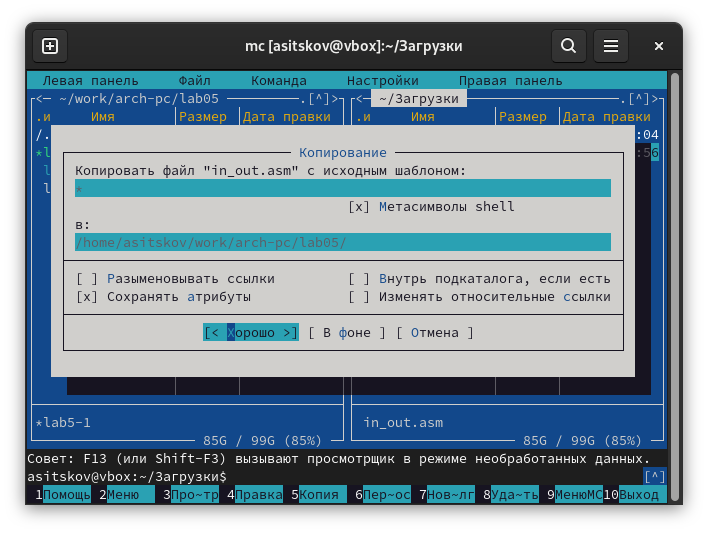 mc [asitskov@vbox]:~/Загрузки
Левая панель Файл Команда Настройки Правая панель
<─ ~/work/arch-pc/lab05 ─.[^]> <─ ~/Загрузки ─.[^]>
.и Имя Размер Дата правки .и Имя Размер Дата правки
/. :04
*l :56
l
l
Копирование
Копировать файл "in_out.asm" с исходным шаблоном:
*
[x] Метасимволы shell
в:
/home/asitskov/work/arch-pc/lab05/
[ ] Разыменовывать ссылки [ ] Внутрь подкаталога, если есть
[x] Сохранять атрибуты [ ] Изменять относительные ссылки
[< Хорошо >] [ В фоне ] [ Отмена ]
*lab5-1 in_out.asm
85G / 99G (85%) 85G / 99G (85%)
Совет: F13 (или Shift-F3) вызывают просмотрщик в режиме необработанных данных.
asitskov@vbox:~/Загрузки$ [^]
1Помощь 2Меню 3Про~тр 4Правка 5Копия 6Пер~ос 7Нов~лг 8Уда~ть 9МенюМС 10Выход